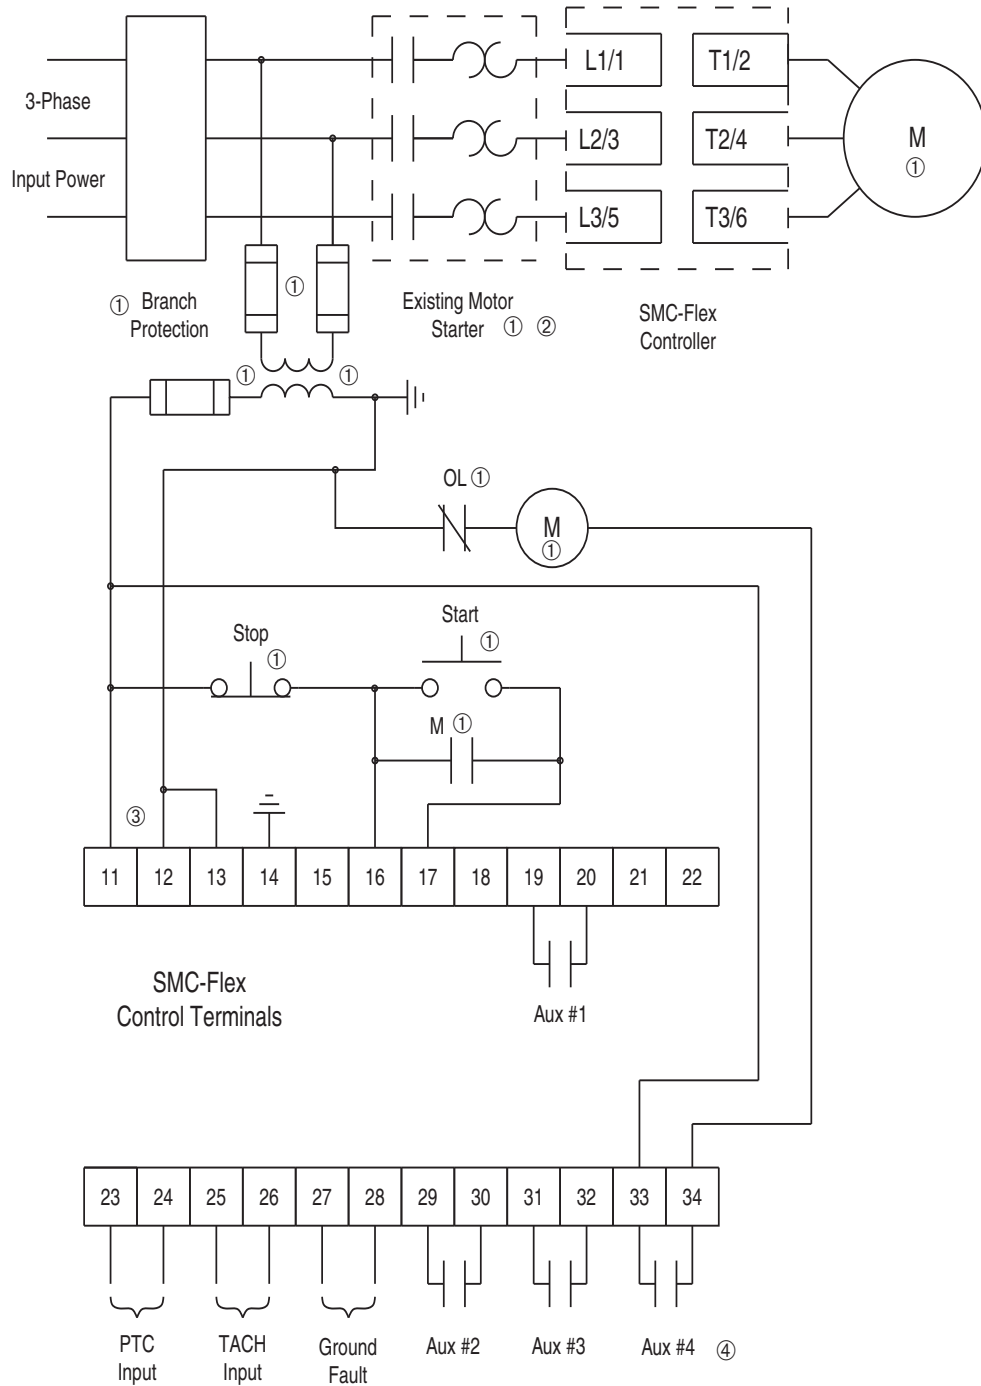 3-Phase
Input Power
L1/1
T1/2
L2/3
T2/4
L3/5
T3/6
M
①
① Branch
Protection
①
Existing Motor
Starter ① ②
SMC-Flex
Controller
① ①
OL ①
M
①
Stop
①
Start
①
M ①
③
11 12 13 14 15 16 17 18 19 20 21 22
SMC-Flex
Control Terminals
Aux #1
23 24 25 26 27 28 29 30 31 32 33 34
PTC
Input
TACH
Input
Ground
Fault
Aux #2
Aux #3
Aux #4 ④